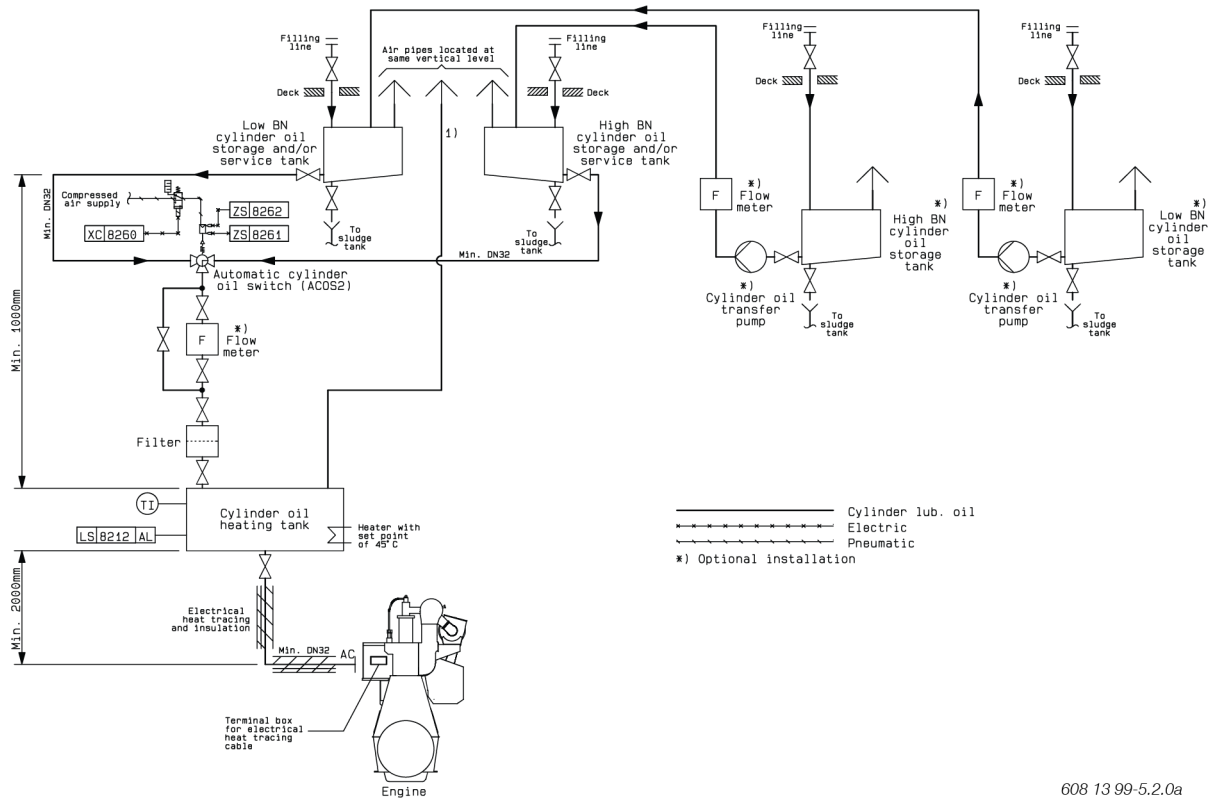 Filling
line
Air pipes located at
same vertical level
Filling
line
Filling
line
Filling
line
Deck
Deck
Deck
Deck
Low BN
cylinder oil
storage and/or
service tank
1)
High BN
cylinder oil
storage and/or
service tank
Min. DN32
Compressed
air supply
ZS 8262
XC 8260
ZS 8261
To
sludge
tank
To
sludge
tank
Min. DN32
Automatic cylinder
oil switch (ACOS2)
F
*)
Flow
meter
*)
High BN
cylinder
oil
storage
tank
F
*)
Flow
meter
*)
Low BN
cylinder
oil
storage
tank
*)
Cylinder oil
transfer
pump
To
sludge
tank
*)
Cylinder oil
transfer
pump
To
sludge
tank
Min. 1000mm
F
*)
Flow
meter
Filter
TI
Cylinder oil
heating tank
LS 8212 AL
Heater with
set point
of 45°C
Cylinder lub. oil
Electric
Pneumatic
*) Optional installation
Min. 2000mm
Electrical
heat tracing
and insulation
Min. DN32
AC
Terminal box
for electrical
heat tracing
cable
Engine
608 13 99-5.2.0a